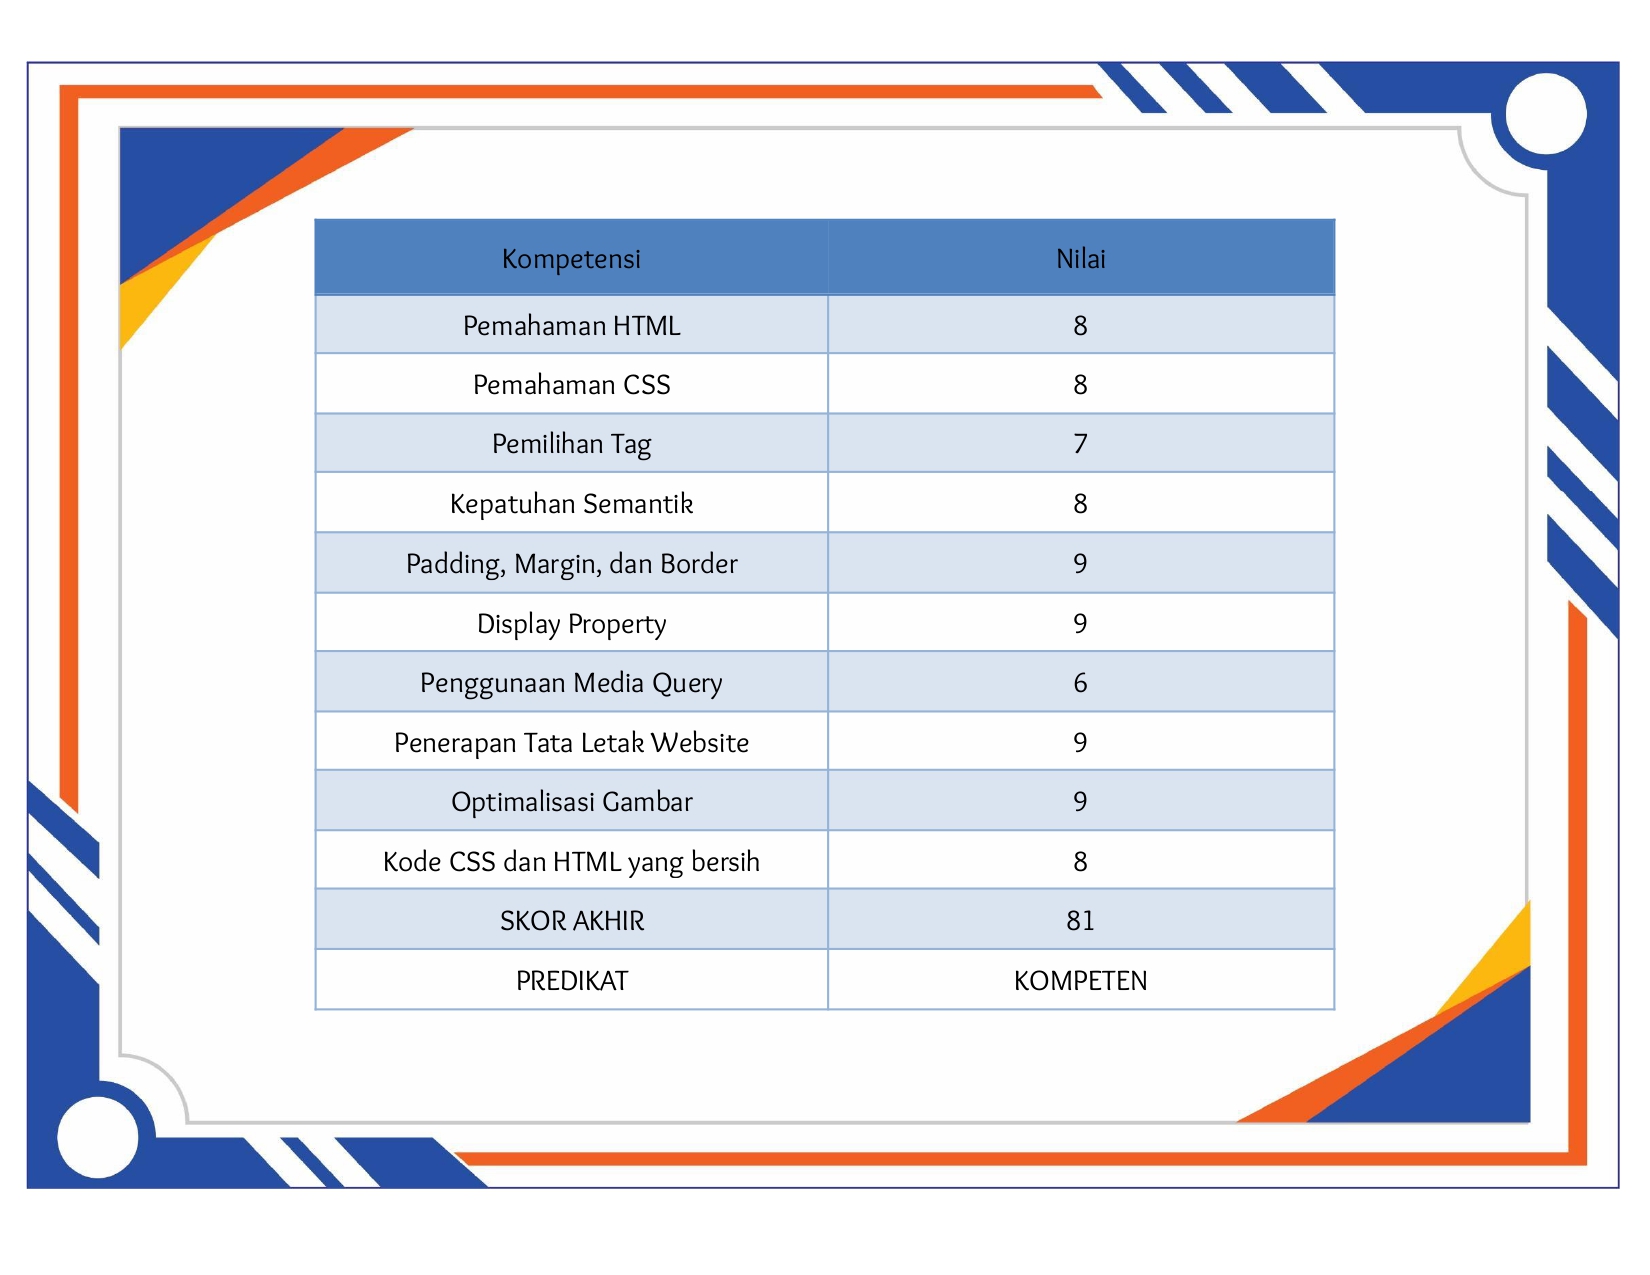 Kompetensi Nilai
Pemahaman HTML 8
Pemahaman CSS 8
Pemilihan Tag 7
Kepatuhan Semantik 8
Padding, Margin, dan Border 9
Display Property 9
Penggunaan Media Query 6
Penerapan Tata Letak Website 9
Optimalisasi Gambar 9
Kode CSS dan HTML yang bersih 8
SKOR AKHIR 81
PREDIKAT KOMPETEN